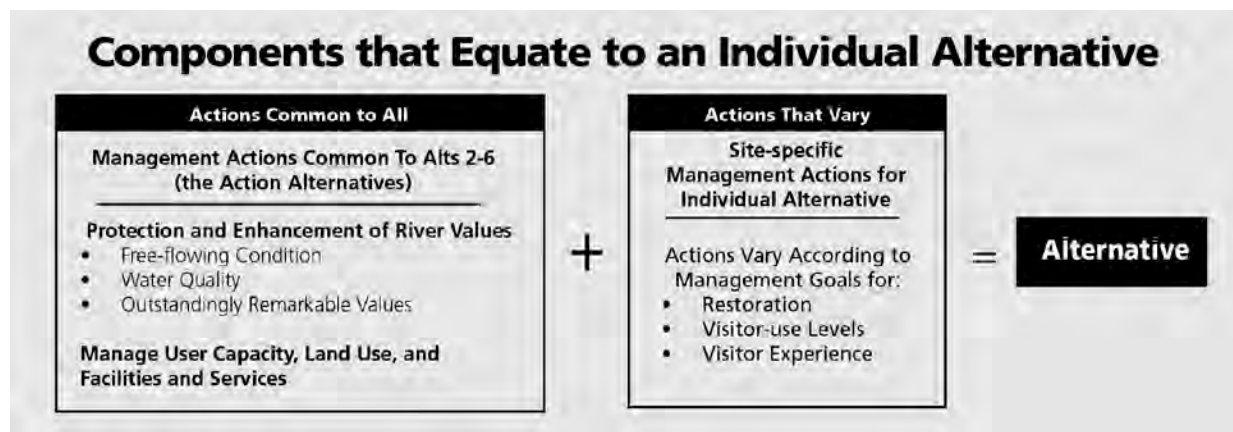 Components that Equate to an Individual Alternative
Actions Common to All
Management Actions Common To Alts 2-6
(the Action Alternatives)
Protection and Enhancement of River Values
• Free-flowing Condition
• Water Quality
• Outstandingly Remarkable Values
Manage User Capacity, Land Use, and
Facilities and Services
+
Actions That Vary
Site-specific
Management Actions for
Individual Alternative
Actions Vary According to
Management Goals for:
• Restoration
• Visitor-use Levels
• Visitor Experience
=
Alternative